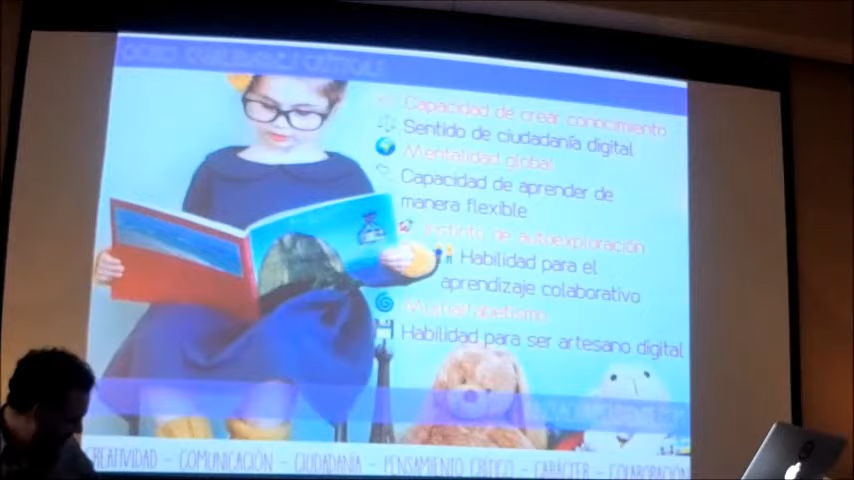 Capacidad de crear conocimiento
Sentido de ciudadanía digital
Mentalidad global
Capacidad de aprender de
manera flexible
Instinto de autoexploración
Habilidad para el
aprendizaje colaborativo
Multialfabetismo
Habilidad para ser artesano digital
CREATIVIDAD – COMUNICACIÓN – CIUDADANÍA – PENSAMIENTO CRÍTICO – CARÁCTER – COLABORACIÓN